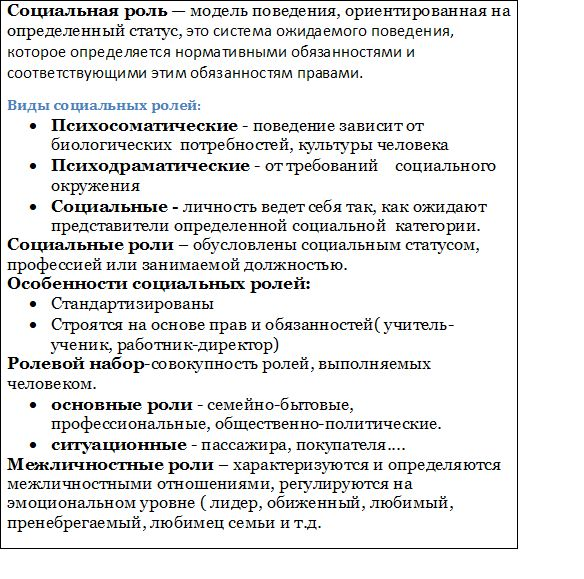 Социальная роль — модель поведения, ориентированная на
определенный статус, это система ожидаемого поведения,
которое определяется нормативными обязанностями и
соответствующими этим обязанностям правами.
Виды социальных ролей:
• Психосоматические - поведение зависит от
биологических потребностей, культуры человека
• Психодраматические - от требований социального
окружения
• Социальные - личность ведет себя так, как ожидают
представители определенной социальной категории.
Социальные роли – обусловлены социальным статусом,
профессией или занимаемой должностью.
Особенности социальных ролей:
• Стандартизированы
• Строятся на основе прав и обязанностей( учитель-
ученик, работник-директор)
Ролевой набор-совокупность ролей, выполняемых
человеком.
• основные роли - семейно-бытовые,
профессиональные, общественно-политические.
• ситуационные - пассажира, покупателя....
Межличностные роли – характеризуются и определяются
межличностными отношениями, регулируются на
эмоциональном уровне ( лидер, обиженный, любимый,
пренебрегаемый, любимец семьи и т.д.